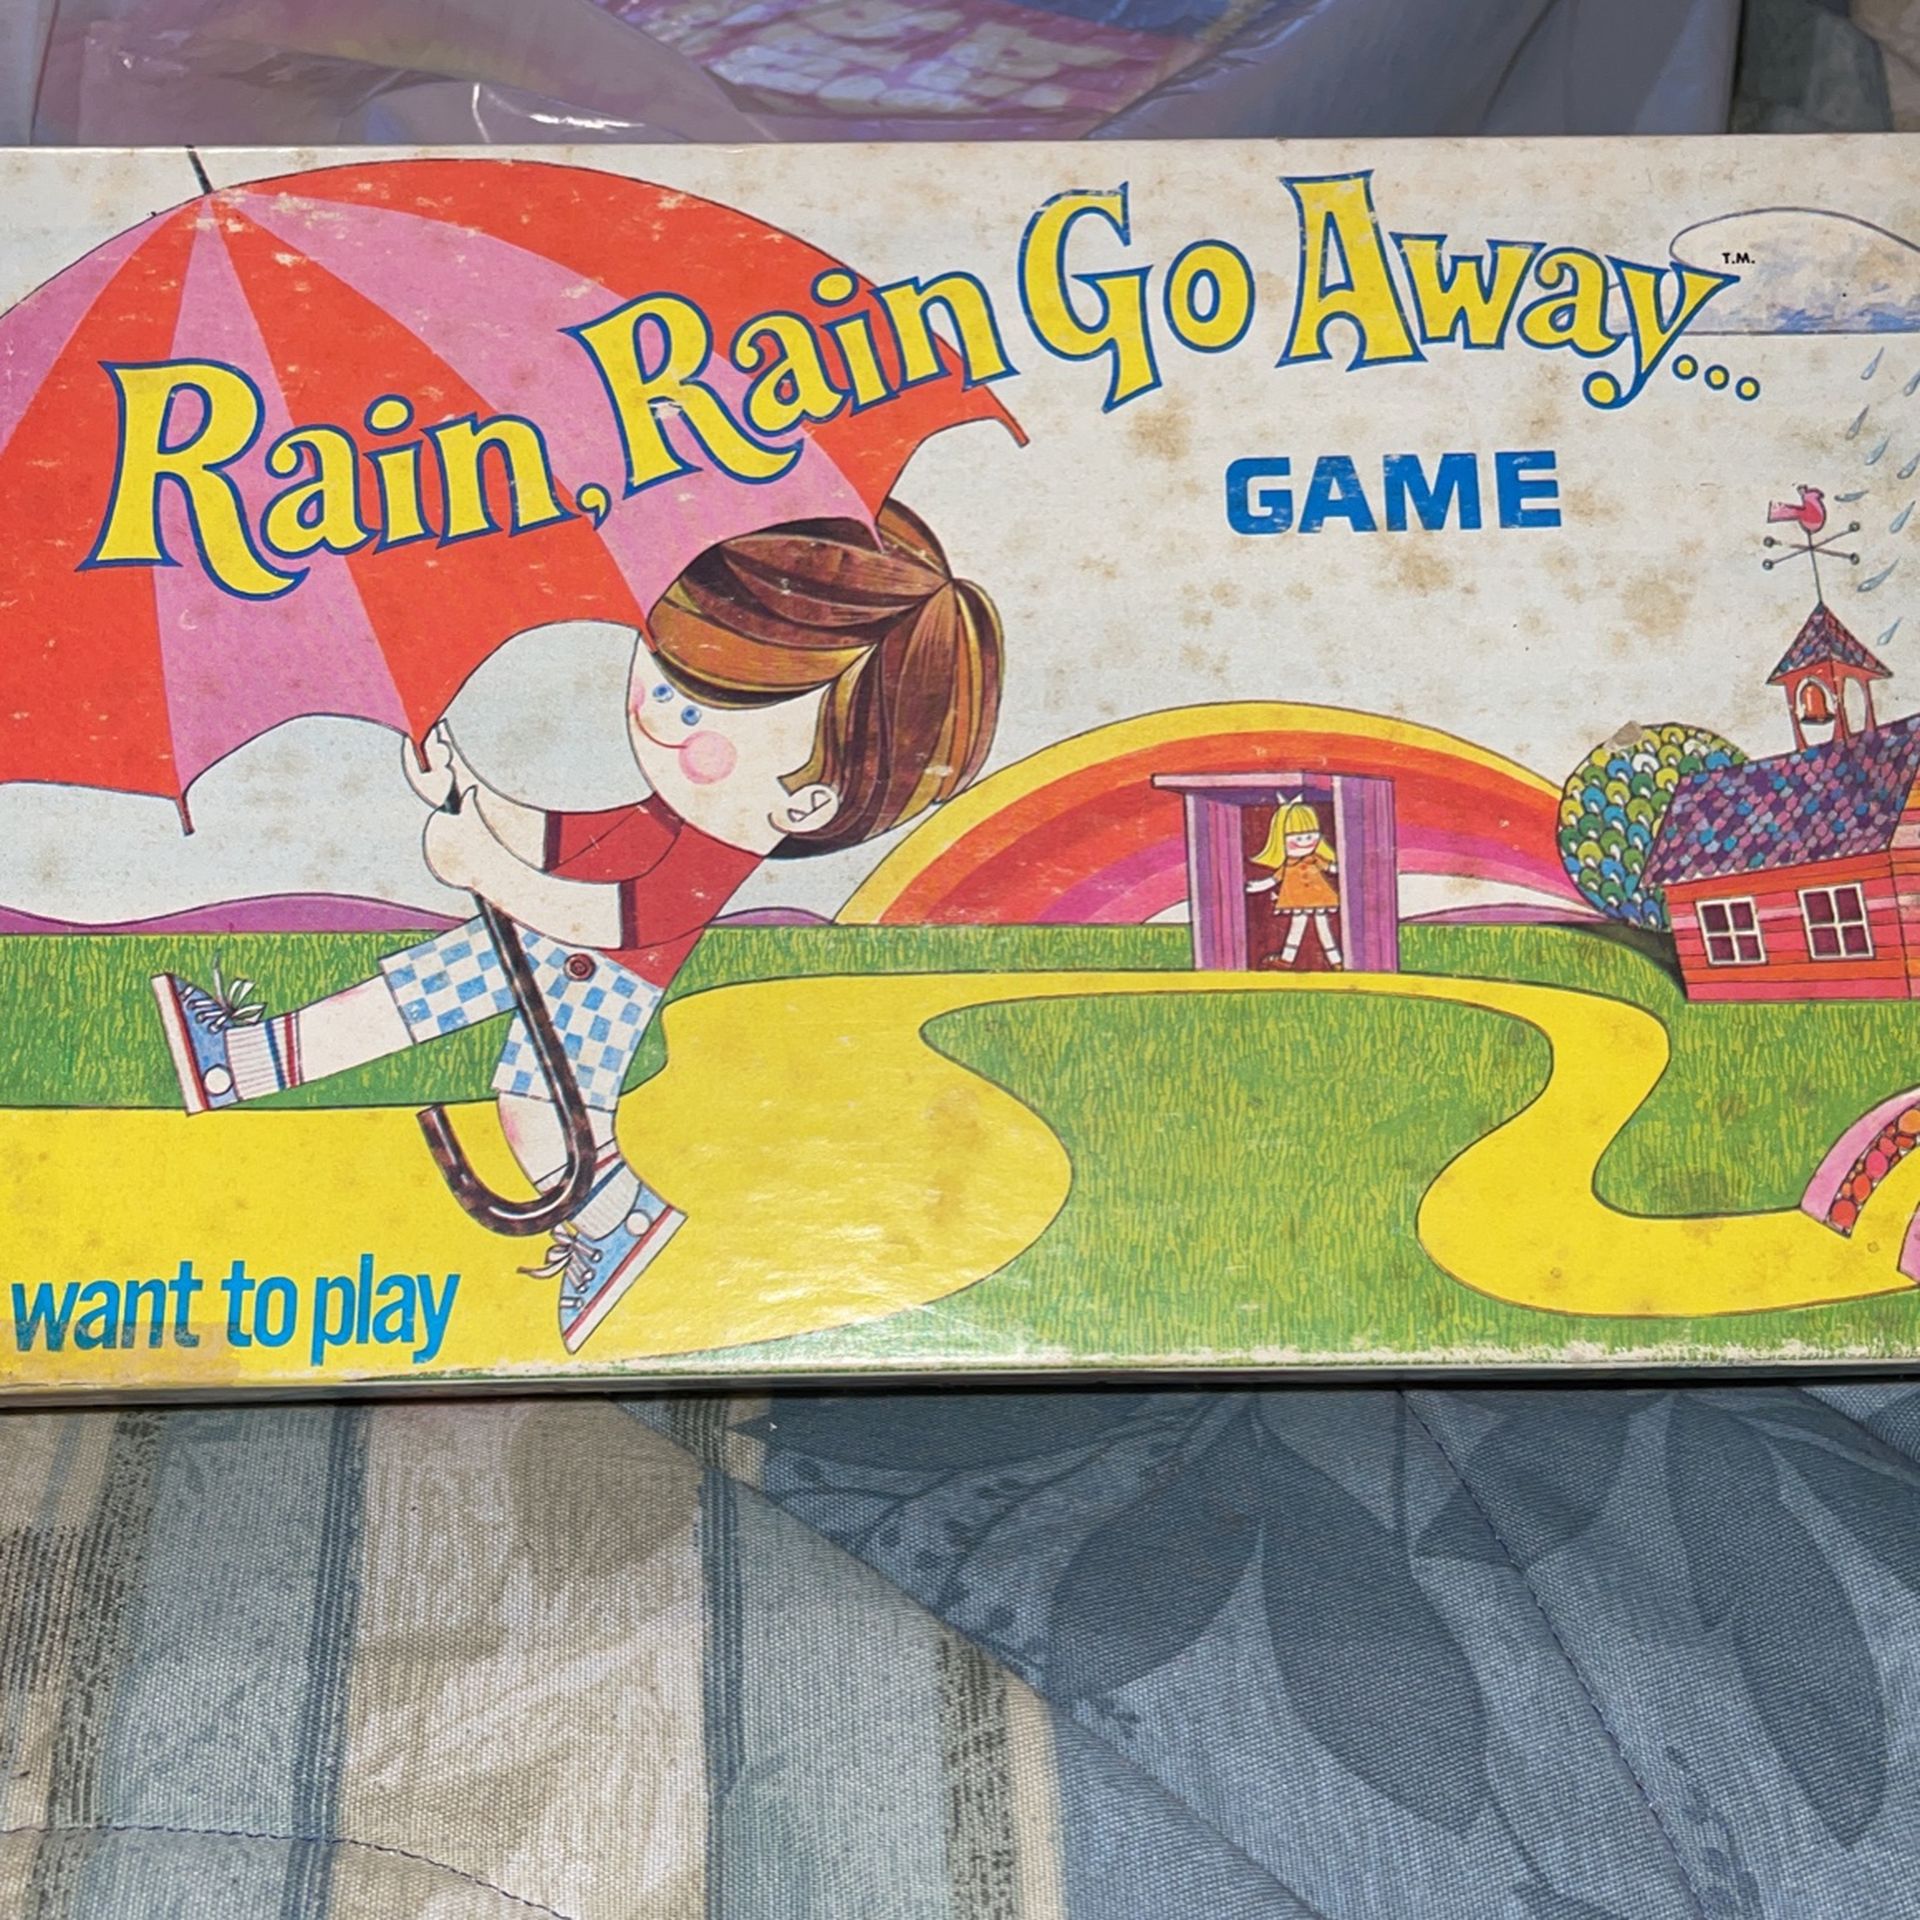 Rain, Rain Go Away... T.M.
GAME
want to play